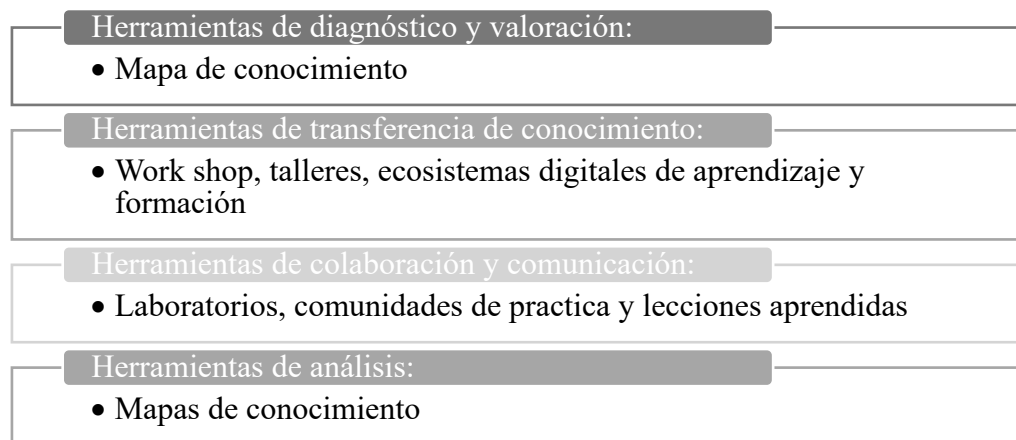 Herramientas de diagnóstico y valoración:
• Mapa de conocimiento
Herramientas de transferencia de conocimiento:
• Work shop, talleres, ecosistemas digitales de aprendizaje y
formación
Herramientas de colaboración y comunicación:
• Laboratorios, comunidades de practica y lecciones aprendidas
Herramientas de análisis:
• Mapas de conocimiento